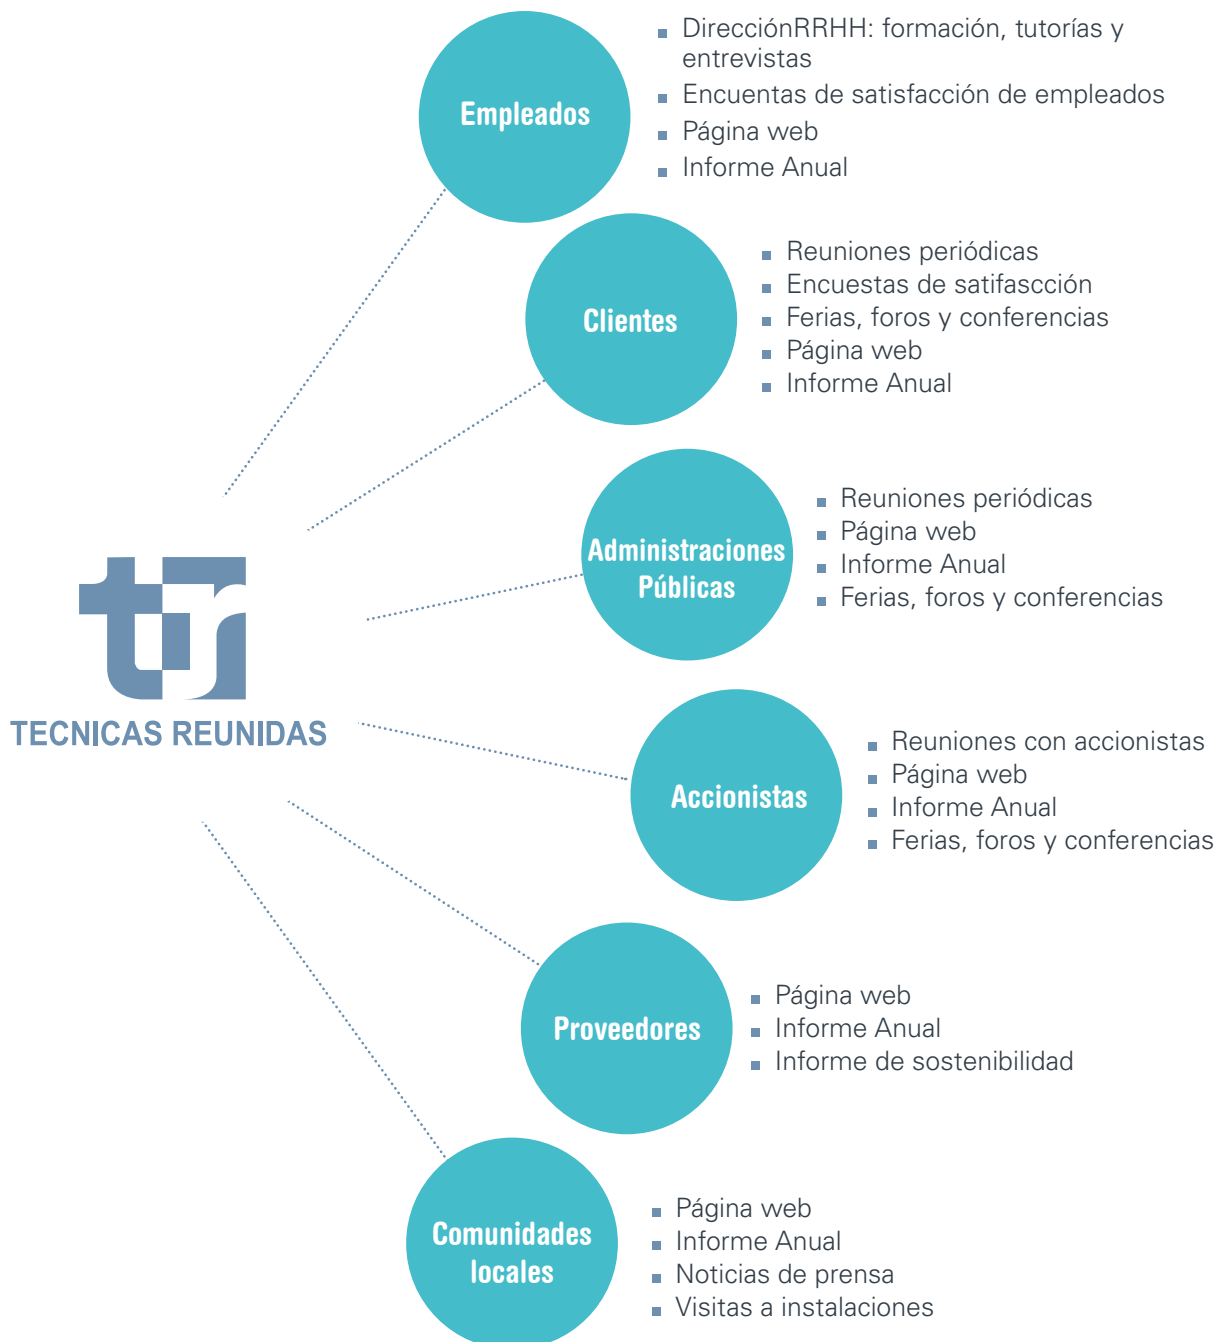 Empleados
DirecciónRRHH: formación, tutorías y
entrevistas
Encuentas de satisfacción de empleados
Página web
Informe Anual
Clientes
Reuniones periódicas
Encuestas de satifascción
Ferias, foros y conferencias
Página web
Informe Anual
Administraciones
Públicas
Reuniones periódicas
Página web
Informe Anual
Ferias, foros y conferencias
tr
TECNICAS REUNIDAS
Accionistas
Reuniones con accionistas
Página web
Informe Anual
Ferias, foros y conferencias
Proveedores
Página web
Informe Anual
Informe de sostenibilidad
Comunidades
locales
Página web
Informe Anual
Noticias de prensa
Visitas a instalaciones